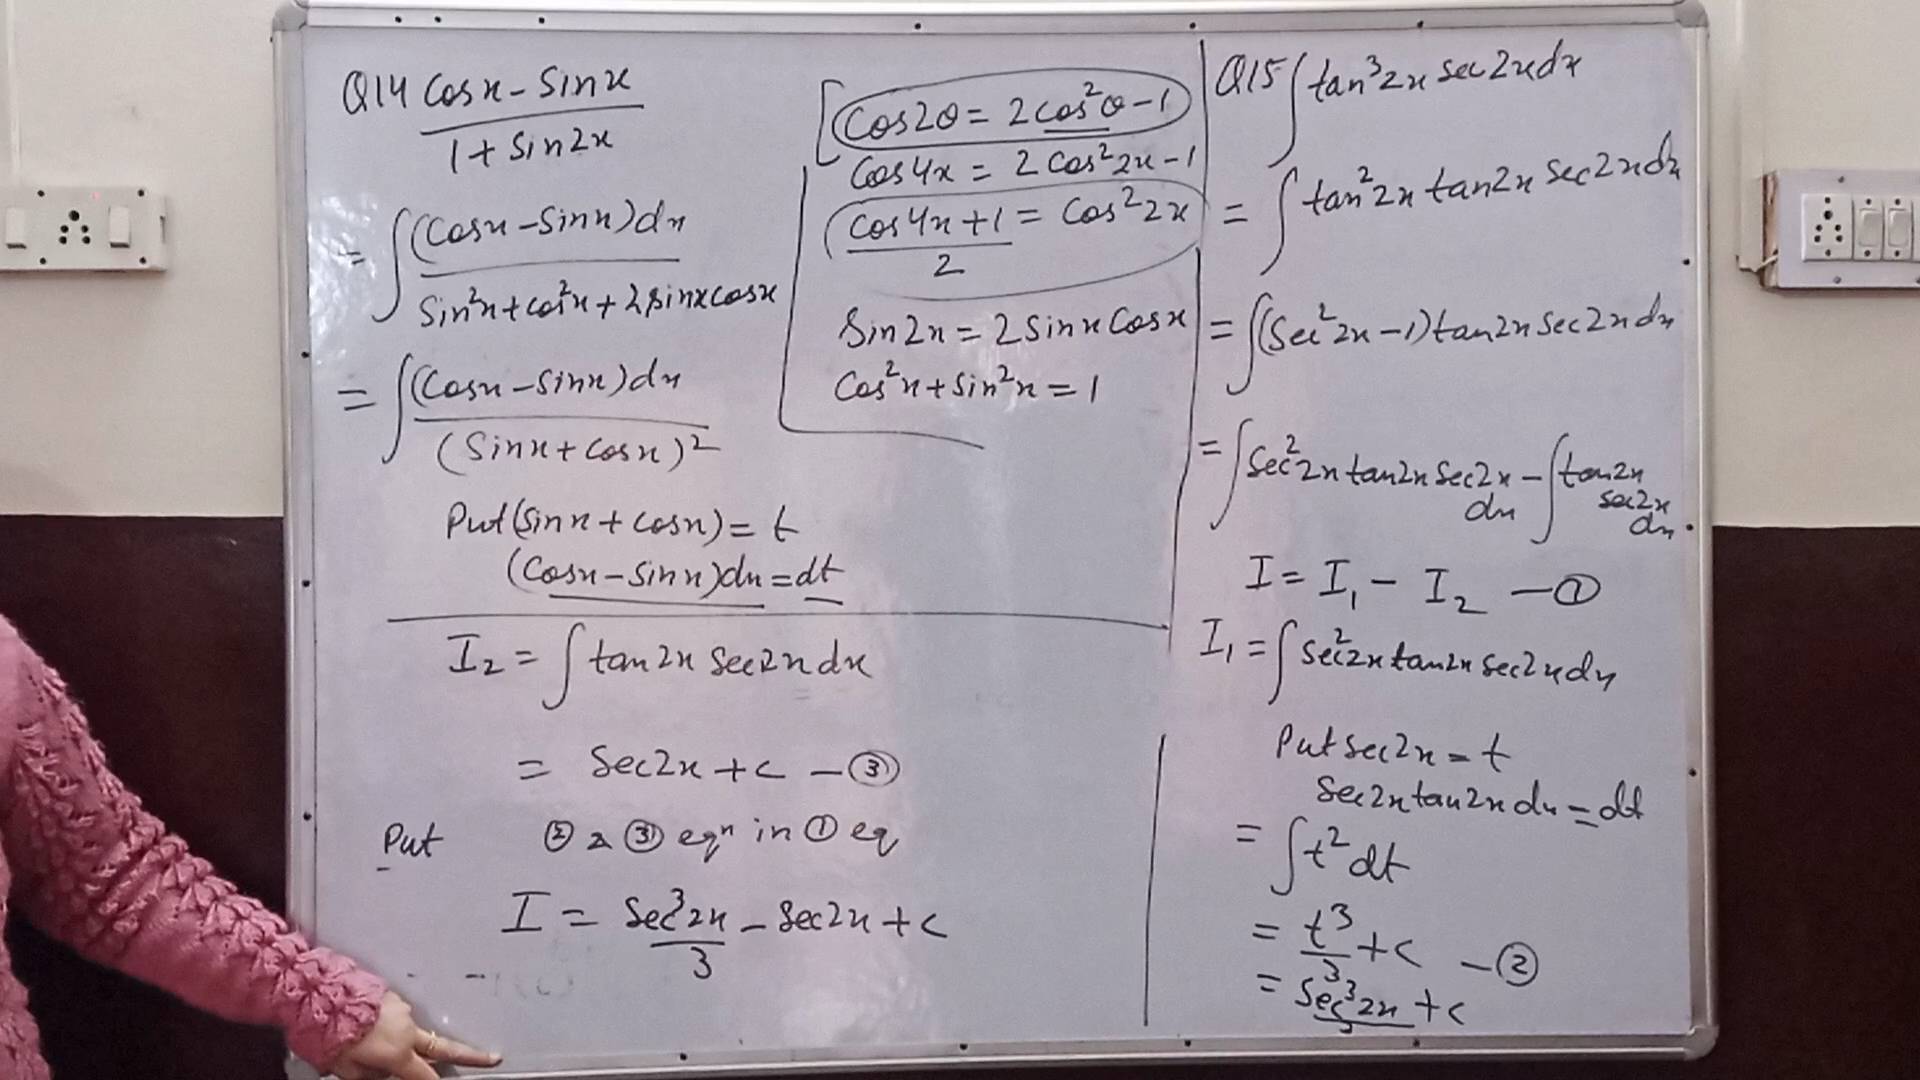 Q14 Cosx - Sinx
1 + Sin2x
= ∫(Cosx - Sinx)dx
Sin²x + cos²x + 2sinxcosx
= ∫(Cosx - Sinx)dx
(Sinx + Cosx)²
Put (Sinx + Cosx) = t
(Cosx - Sinx)dx = dt
[Cos2θ = 2cos²θ - 1
Cos4x = 2Cos²2x - 1
Cos4x + 1 = Cos²2x
2
Sin2x = 2SinxCosx
Cos²x + Sin²x = 1
I₂ = ∫tan2x Sec2x dx
= Sec2x + c - ③
Put ② & ③ eqⁿ in ① eq
I = Sec³2x - Sec2x + c
3
Q15 ∫tan³2x sec2x dx
= ∫tan²2x tan2x Sec2x dx
= ∫(Sec²2x - 1)tan2x Sec2x dx
= ∫Sec²2x tan2x Sec2x - ∫tan2x
dx sec2x
dx
I = I₁ - I₂ - ①
I₁ = ∫Sec²2x tan2x Sec2x dx
Put sec2x = t
Sec2x tan2x dx = dt
= ∫t² dt
= t³ + c - ②
3
= Sec³2x + c
3